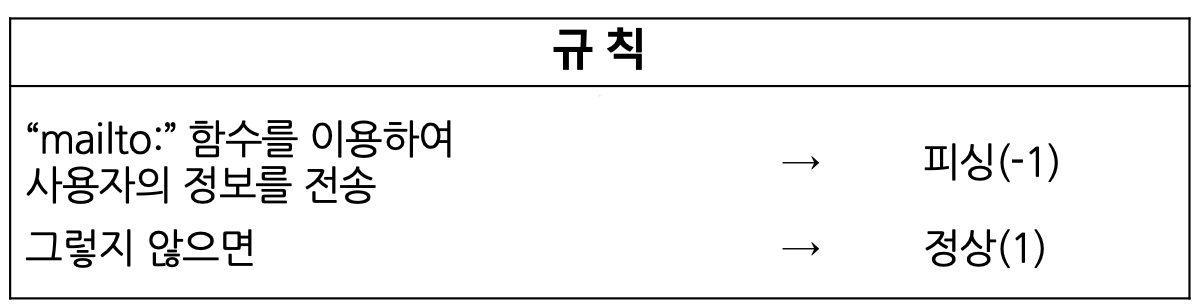 규 칙
“mailto:” 함수를 이용하여
사용자의 정보를 전송 → 피싱(-1)
그렇지 않으면 → 정상(1)